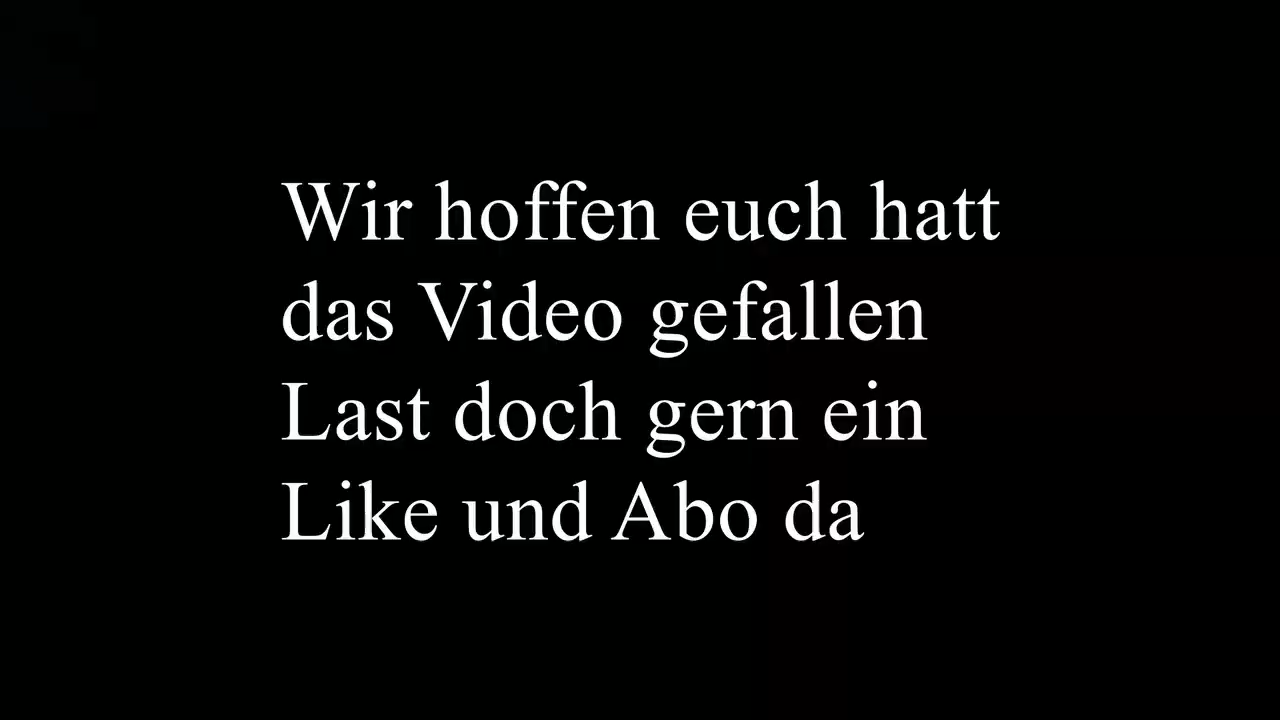 Wir hoffen euch hatt
das Video gefallen
Last doch gern ein
Like und Abo da